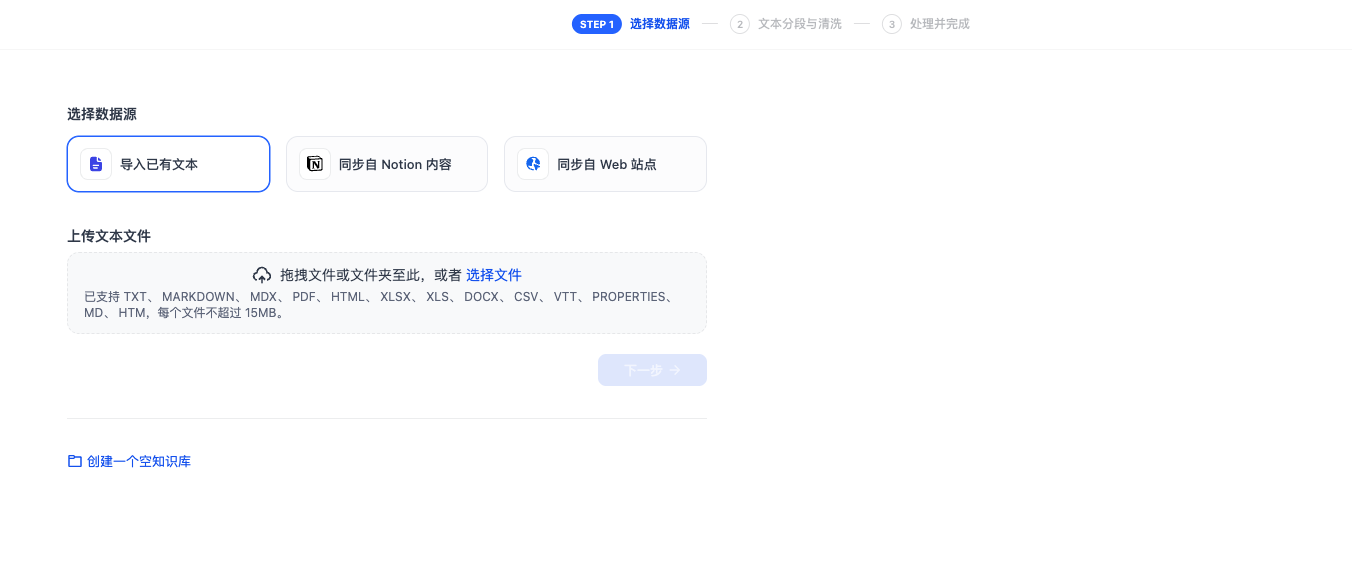 STEP 1 选择数据源 2 文本分段与清洗 3 处理并完成
选择数据源
导入已有文本 同步自 Notion 内容 同步自 Web 站点
上传文本文件
拖拽文件或文件夹至此，或者 选择文件
已支持 TXT、 MARKDOWN、 MDX、 PDF、 HTML、 XLSX、 XLS、 DOCX、 CSV、 VTT、 PROPERTIES、
MD、 HTM，每个文件不超过 15MB。
下一步 →
创建一个空知识库